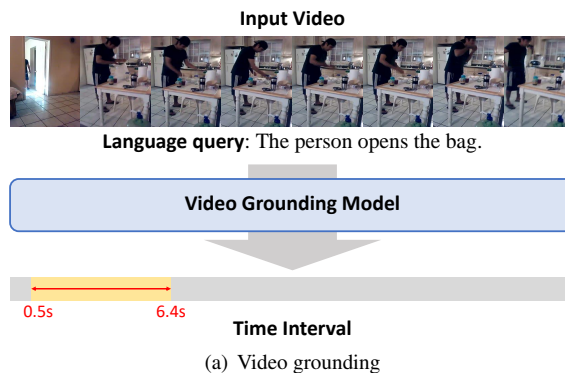 Input Video
Language query: The person opens the bag.
Video Grounding Model
0.5s 6.4s
Time Interval
(a) Video grounding